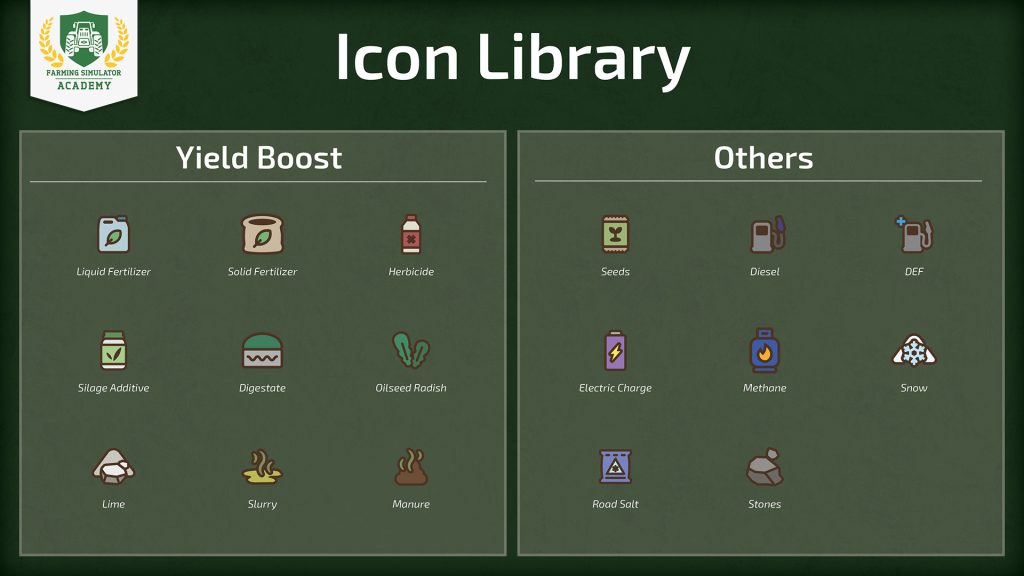 FARMING SIMULATOR
ACADEMY
Icon Library
Yield Boost
Liquid Fertilizer
Solid Fertilizer
Herbicide
Silage Additive
Digestate
Oilseed Radish
Lime
Slurry
Manure
Others
Seeds
Diesel
DEF
Electric Charge
Methane
Snow
Road Salt
Stones